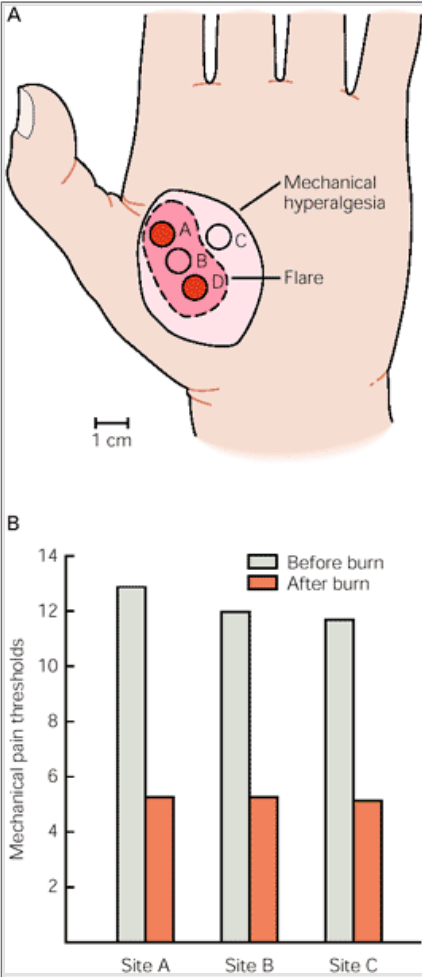 A
Mechanical
hyperalgesia
A
C
B
D
Flare
1 cm
B
Before burn
After burn
Mechanical pain thresholds
14
12
10
8
6
4
2
Site A
Site B
Site C